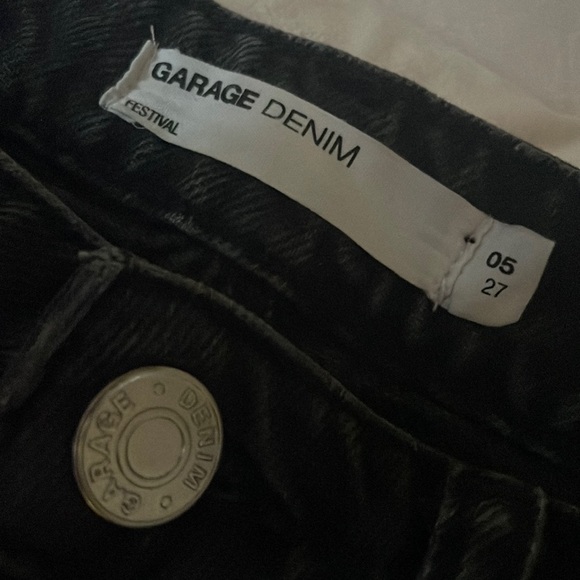 GARAGE DENIM
FESTIVAL
05
27
GARAGE • DENIM •